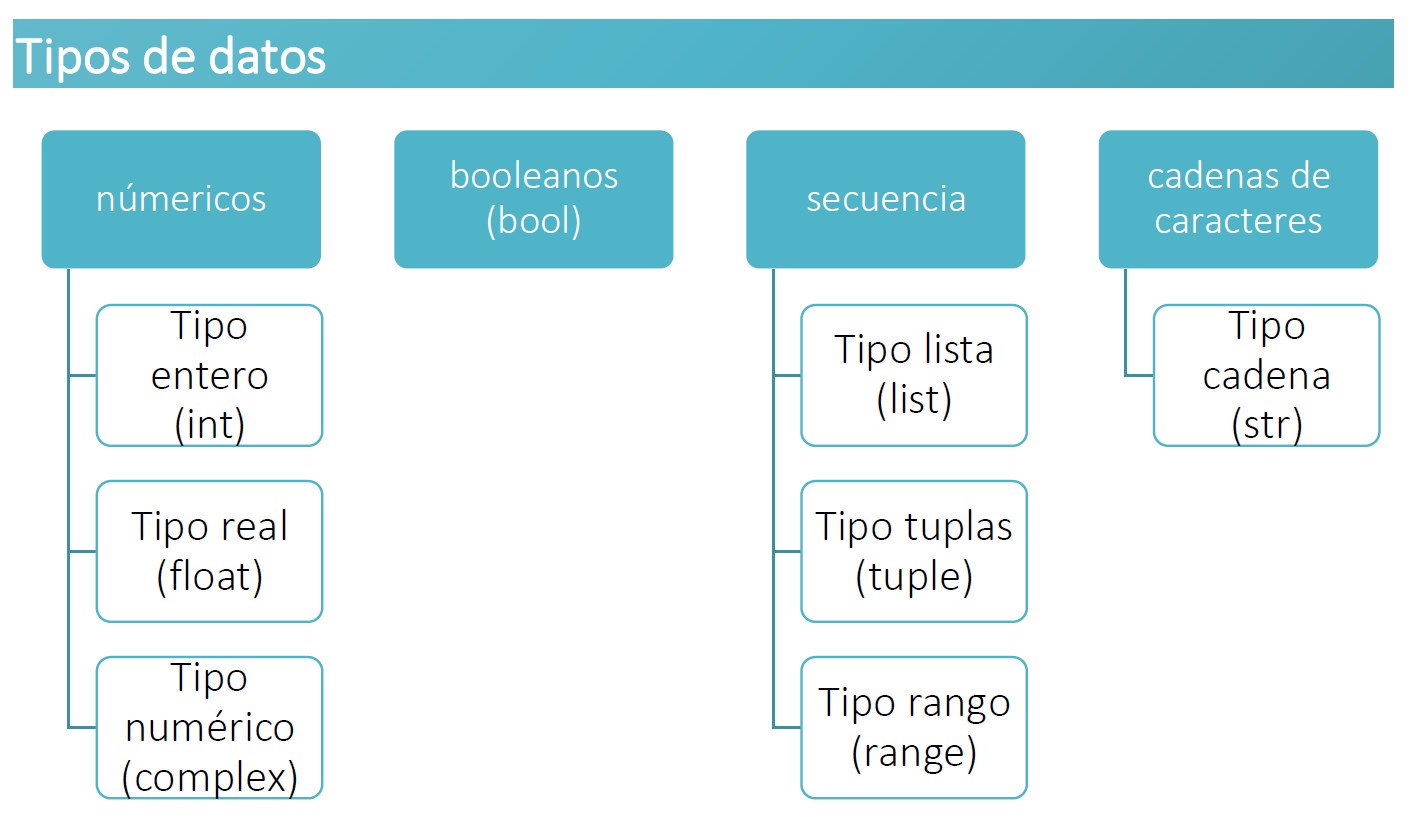 Tipos de datos
númericos
Tipo
entero
(int)
Tipo real
(float)
Tipo
numérico
(complex)
booleanos
(bool)
secuencia
Tipo lista
(list)
Tipo tuplas
(tuple)
Tipo rango
(range)
cadenas de
caracteres
Tipo
cadena
(str)